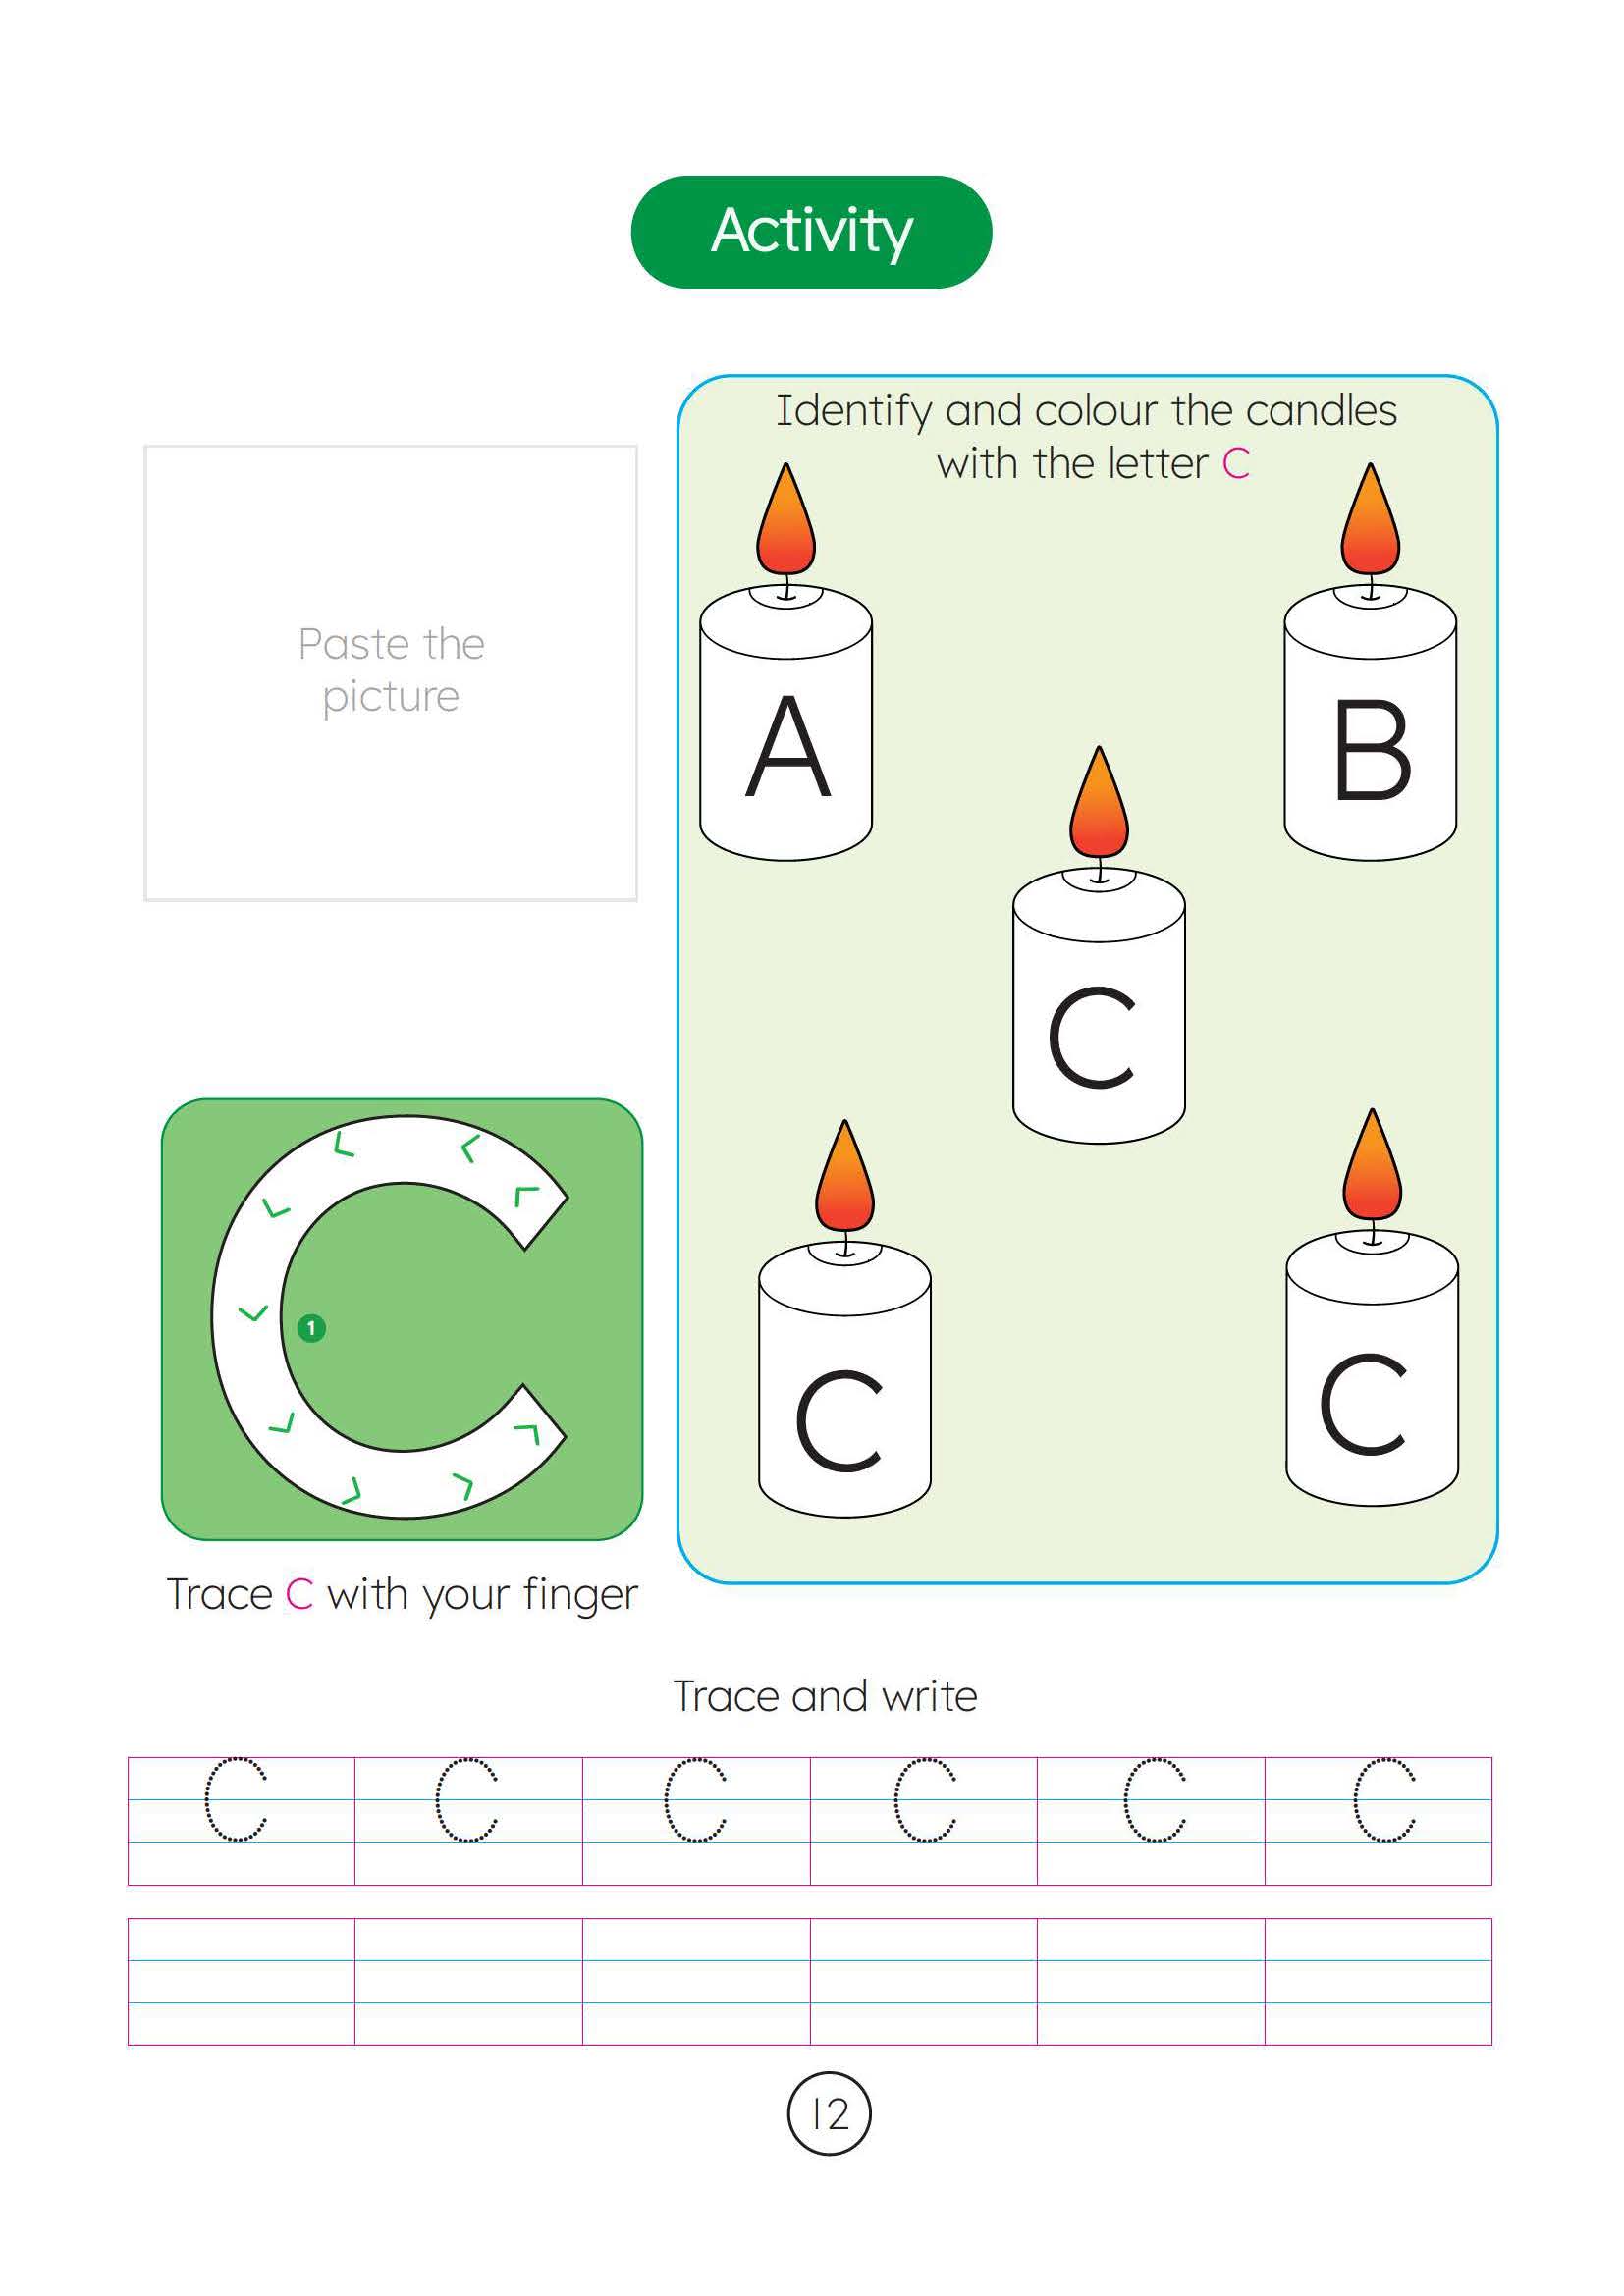 Activity
Identify and colour the candles
with the letter C
Paste the
picture
A
B
C
C
C
1
Trace C with your finger
Trace and write
C C C C C C
12